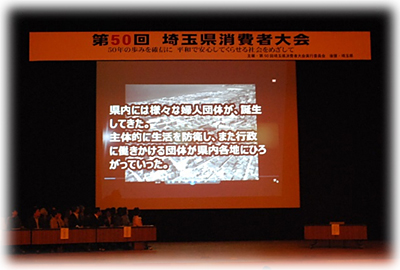 第50回 埼玉県消費者大会
50年の歩みを確信に 平和で安心してくらせる社会をめざして
県内には様々な婦人団体が、誕生
してきた。
主体的に生活を防衛し、また行政
に働きかける団体が県内各地にひろ
がっていった。